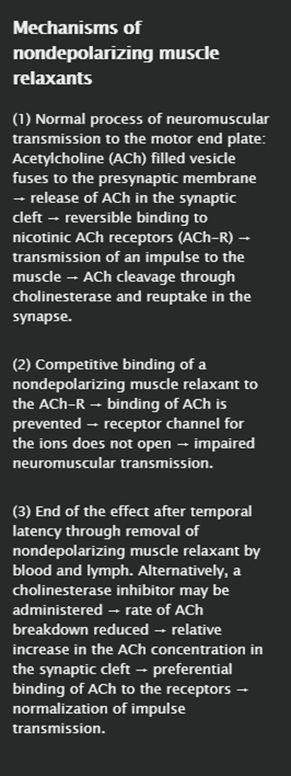 Mechanisms of
nondepolarizing muscle
relaxants
(1) Normal process of neuromuscular
transmission to the motor end plate:
Acetylcholine (ACh) filled vesicle
fuses to the presynaptic membrane
→ release of ACh in the synaptic
cleft → reversible binding to
nicotinic ACh receptors (ACh-R) →
transmission of an impulse to the
muscle → ACh cleavage through
cholinesterase and reuptake in the
synapse.
(2) Competitive binding of a
nondepolarizing muscle relaxant to
the ACh-R → binding of ACh is
prevented → receptor channel for
the ions does not open → impaired
neuromuscular transmission.
(3) End of the effect after temporal
latency through removal of
nondepolarizing muscle relaxant by
blood and lymph. Alternatively, a
cholinesterase inhibitor may be
administered → rate of ACh
breakdown reduced → relative
increase in the ACh concentration in
the synaptic cleft → preferential
binding of ACh to the receptors →
normalization of impulse
transmission.